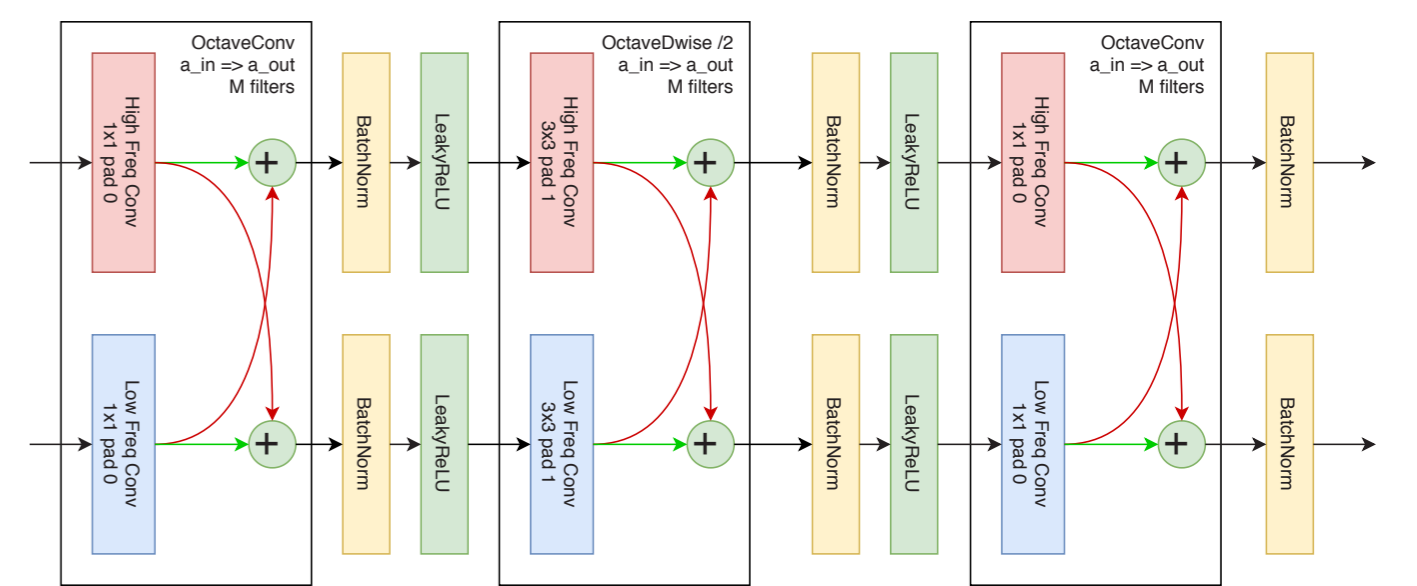 OctaveConv
a_in => a_out
M filters
High Freq Conv
1x1 pad 0
+
BatchNorm
LeakyReLU
Low Freq Conv
1x1 pad 0
+
BatchNorm
LeakyReLU
OctaveDwise /2
a_in => a_out
M filters
High Freq Conv
3x3 pad 1
+
BatchNorm
LeakyReLU
Low Freq Conv
3x3 pad 1
+
BatchNorm
LeakyReLU
OctaveConv
a_in => a_out
M filters
High Freq Conv
1x1 pad 0
+
BatchNorm
Low Freq Conv
1x1 pad 0
+
BatchNorm